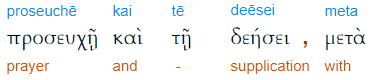 proseuchē kai tē deēsei meta
προσευχῇ καὶ τῇ δεήσει , μετὰ
prayer and - supplication with